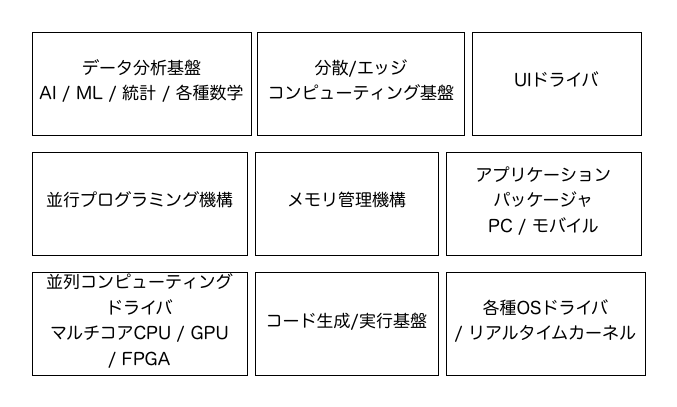 データ分析基盤
AI / ML / 統計 / 各種数学
分散/エッジ
コンピューティング基盤
UIドライバ
並行プログラミング機構
メモリ管理機構
アプリケーション
パッケージャ
PC / モバイル
並列コンピューティング
ドライバ
マルチコアCPU / GPU
/ FPGA
コード生成/実行基盤
各種OSドライバ
/ リアルタイムカーネル